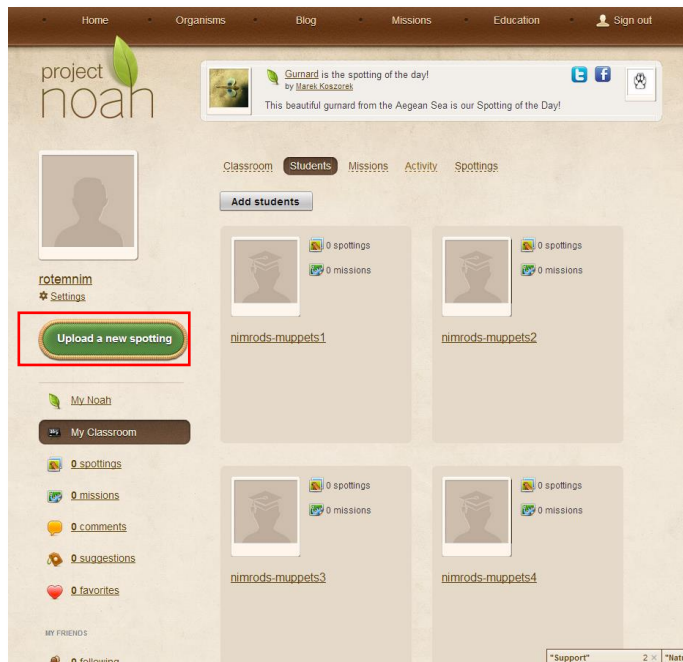 Home Organisms Blog Missions Education Sign out
project
noah
Gurnard is the spotting of the day!
by Marek Koszorek
This beautiful gurnard from the Aegean Sea is our Spotting of the Day!
Classroom Students Missions Activity Spottings
Add students
0 spottings 0 spottings
0 missions 0 missions
rotemnim
Settings
Upload a new spotting
nimrods-muppets1 nimrods-muppets2
My Noah
My Classroom
0 spottings
0 missions
0 comments
0 suggestions
0 favorites
0 spottings 0 spottings
0 missions 0 missions
nimrods-muppets3 nimrods-muppets4
MY FRIENDS
0 following
"Support" 2 × "Nat